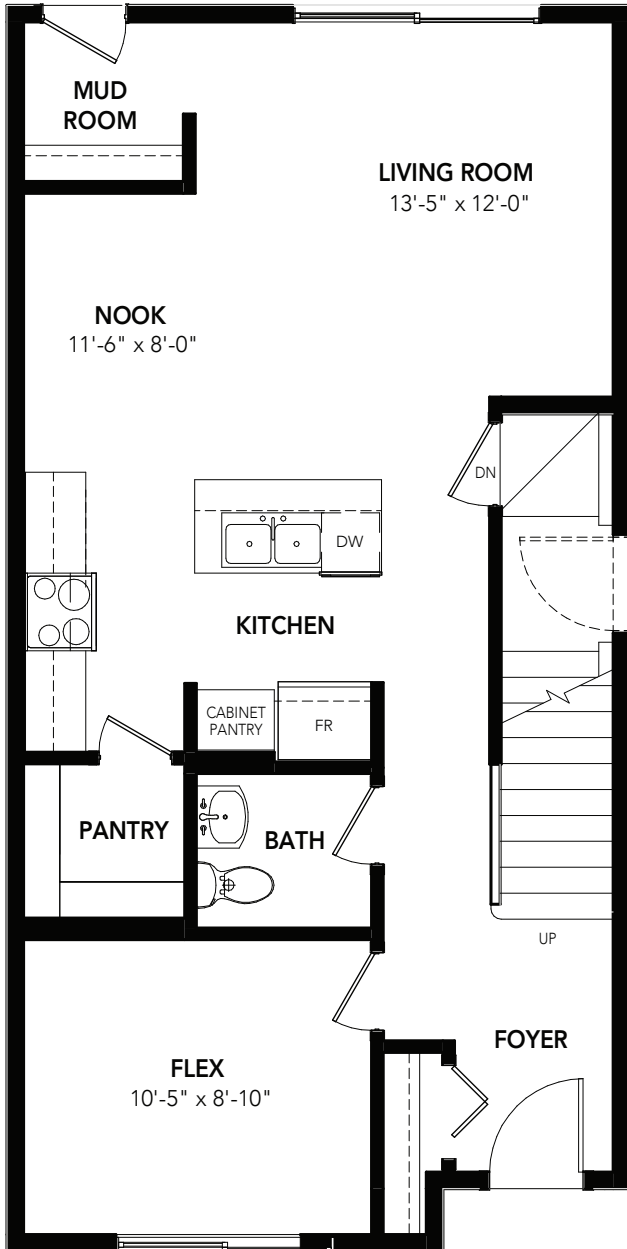 MUD
ROOM
LIVING ROOM
13'-5" x 12'-0"
NOOK
11'-6" x 8'-0"
DN
DW
KITCHEN
CABINET
PANTRY
FR
PANTRY
BATH
UP
FOYER
FLEX
10'-5" x 8'-10"